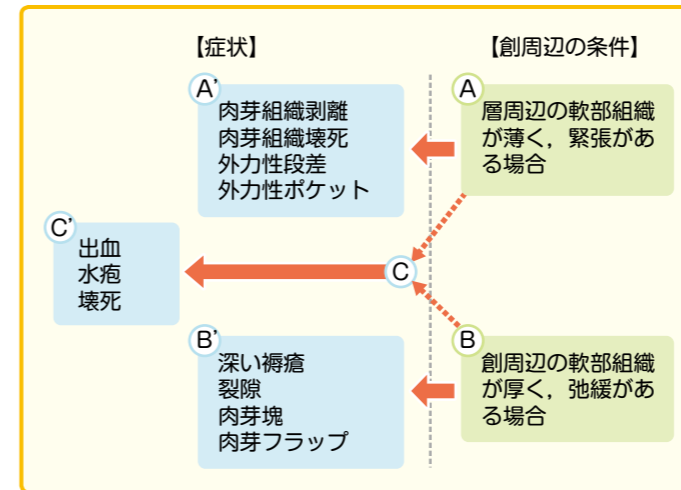 【症状】
【創周辺の条件】
A’
肉芽組織剥離
肉芽組織壊死
外力性段差
外力性ポケット
A
層周辺の軟部組織
が薄く，緊張があ
る場合
C’
出血
水疱
壊死
C
B’
深い褥瘡
裂隙
肉芽塊
肉芽フラップ
B
創周辺の軟部組織
が厚く，弛緩があ
る場合